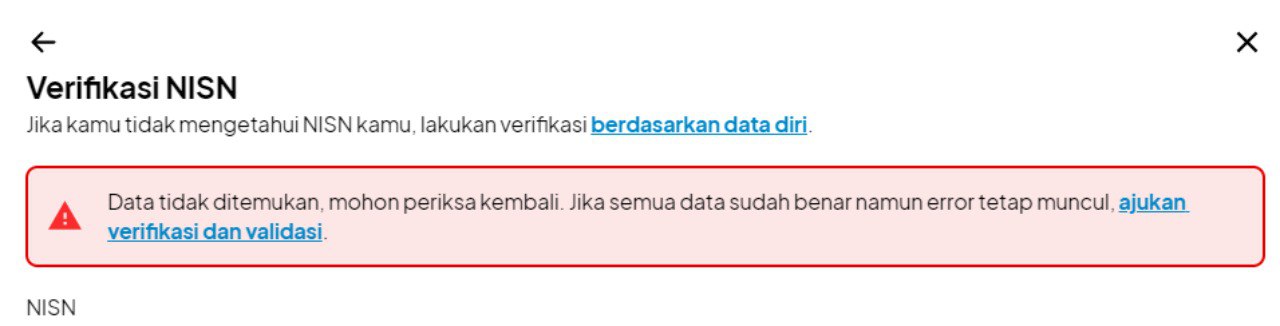 Verifikasi NISN
Jika kamu tidak mengetahui NISN kamu, lakukan verifikasi berdasarkan data diri.
Data tidak ditemukan, mohon periksa kembali. Jika semua data sudah benar namun error tetap muncul, ajukan
verifikasi dan validasi.
NISN